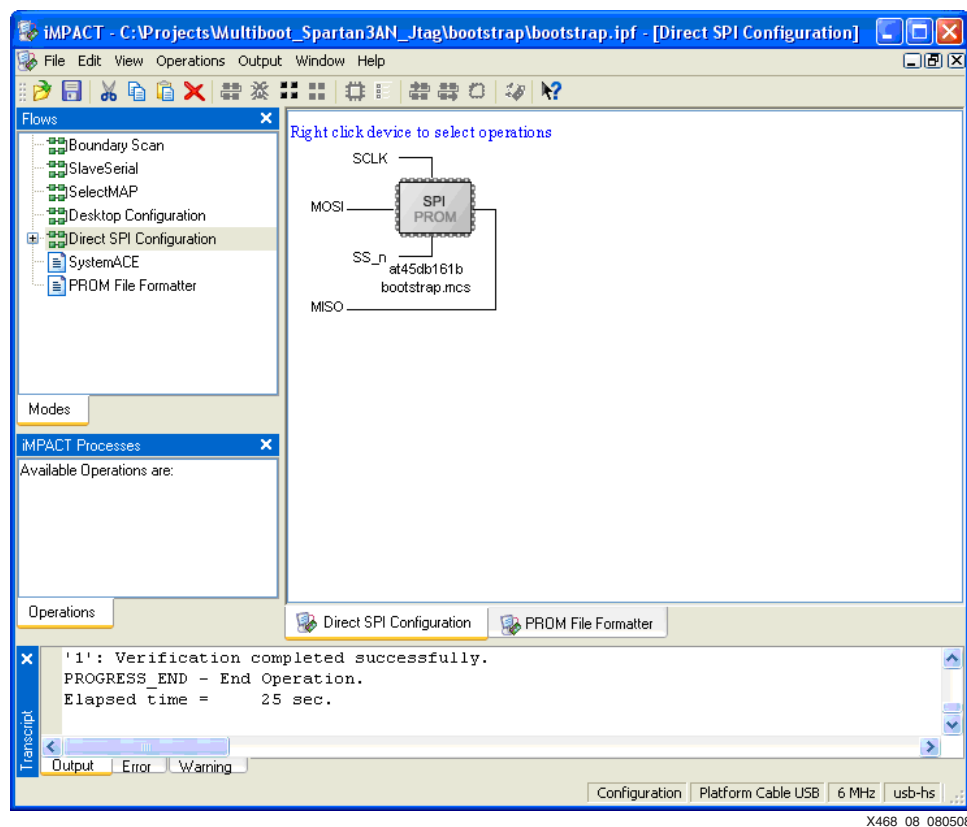 iMPACT - C:\Projects\Multiboot_Spartan3AN_Jtag\bootstrap\bootstrap.ipf - [Direct SPI Configuration]
File Edit View Operations Output Window Help
Flows
Boundary Scan
SlaveSerial
SelectMAP
Desktop Configuration
Direct SPI Configuration
SystemACE
PROM File Formatter
Modes
iMPACT Processes
Available Operations are:
Operations
Right click device to select operations
SCLK
MOSI
SPI
PROM
SS_n
at45db161b
bootstrap.mcs
MISO
Direct SPI Configuration PROM File Formatter
Transcript
'1': Verification completed successfully.
PROGRESS_END - End Operation.
Elapsed time = 25 sec.
Output Error Warning
Configuration Platform Cable USB 6 MHz usb-hs
X468_08_080508